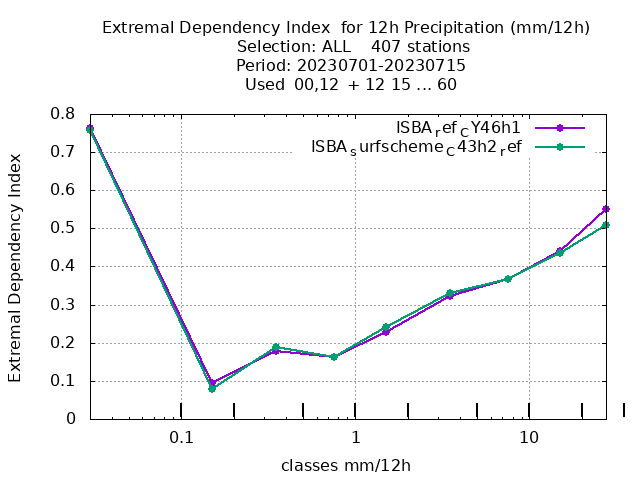 Extremal Dependency Index  for 12h Precipitation (mm/12h)
Selection: ALL    407 stations
Period: 20230701-20230715
Used  00,12  + 12 15 ... 60
ISBA_ref_CY46h1
ISBA_surfscheme_C43h2_ref
Extremal Dependency Index
0.8
0.7
0.6
0.5
0.4
0.3
0.2
0.1
0
0.1
1
10
classes mm/12h